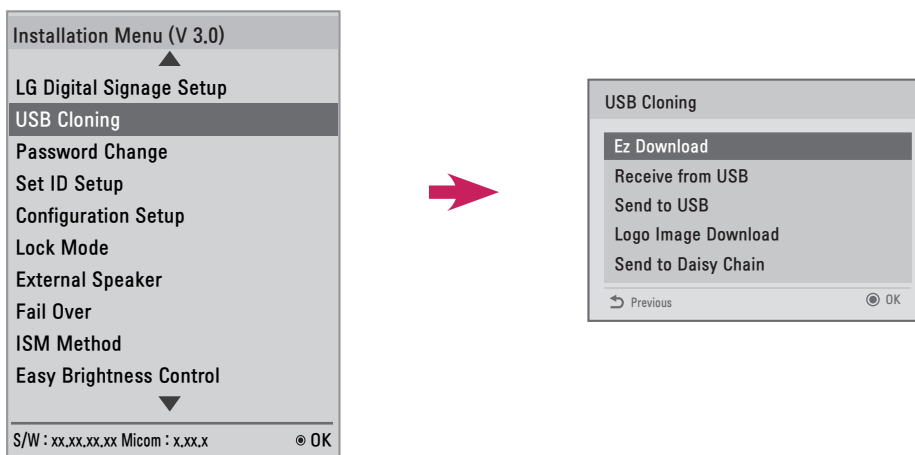 Installation Menu (V 3.0)
LG Digital Signage Setup
USB Cloning
Password Change
Set ID Setup
Configuration Setup
Lock Mode
External Speaker
Fail Over
ISM Method
Easy Brightness Control
S/W : xx.xx.xx.xx Micom : x.xx.x OK
USB Cloning
Ez Download
Receive from USB
Send to USB
Logo Image Download
Send to Daisy Chain
Previous OK